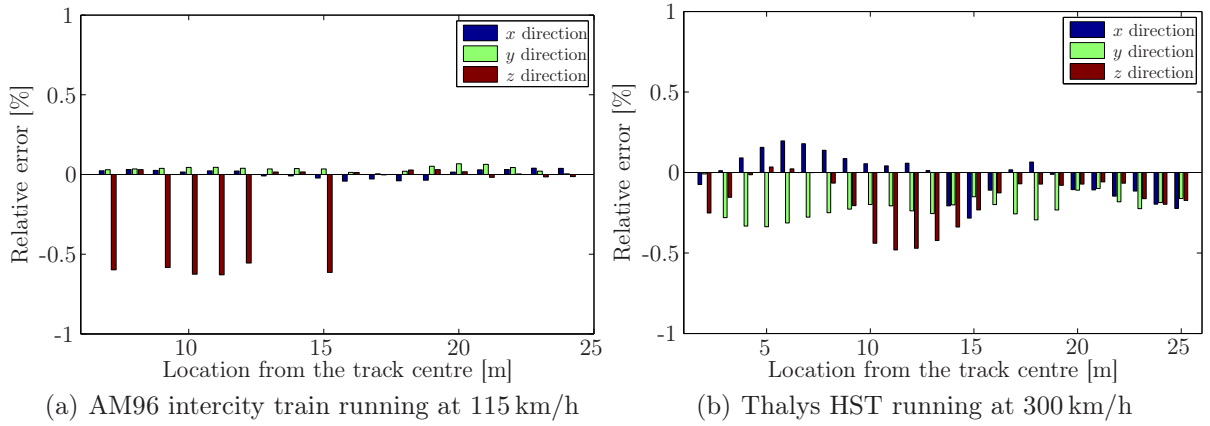 1
0.5
0
-0.5
-1
Relative error [%]
x direction
y direction
z direction
10
15
20
25
Location from the track centre [m]
(a) AM96 intercity train running at 115 km/h
1
0.5
0
-0.5
-1
Relative error [%]
x direction
y direction
z direction
5
10
15
20
25
Location from the track centre [m]
(b) Thalys HST running at 300 km/h